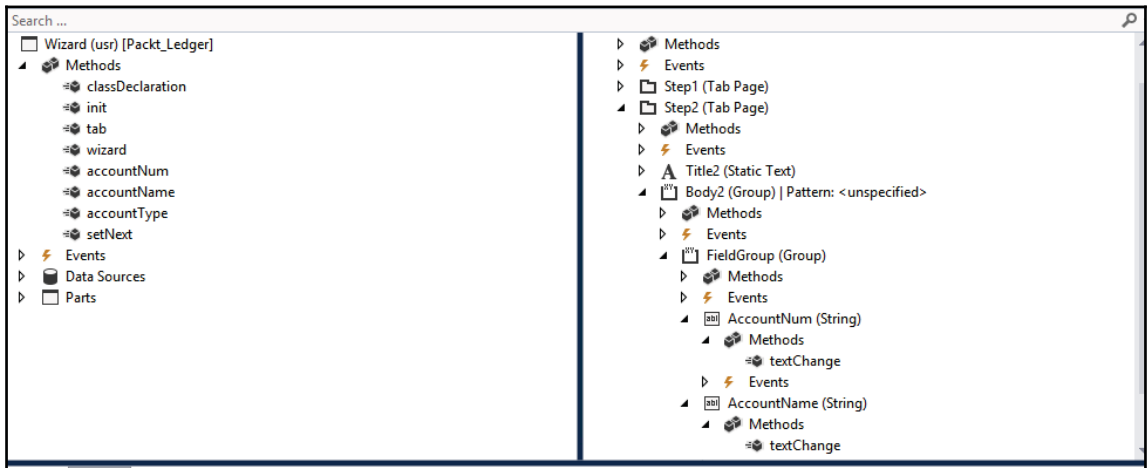 Search ...
Wizard (usr) [Packt_Ledger]
Methods
classDeclaration
init
tab
wizard
accountNum
accountName
accountType
setNext
Events
Data Sources
Parts
Methods
Events
Step1 (Tab Page)
Step2 (Tab Page)
Methods
Events
A Title2 (Static Text)
Body2 (Group) | Pattern: <unspecified>
Methods
Events
FieldGroup (Group)
Methods
Events
abl AccountNum (String)
Methods
textChange
Events
abl AccountName (String)
Methods
textChange